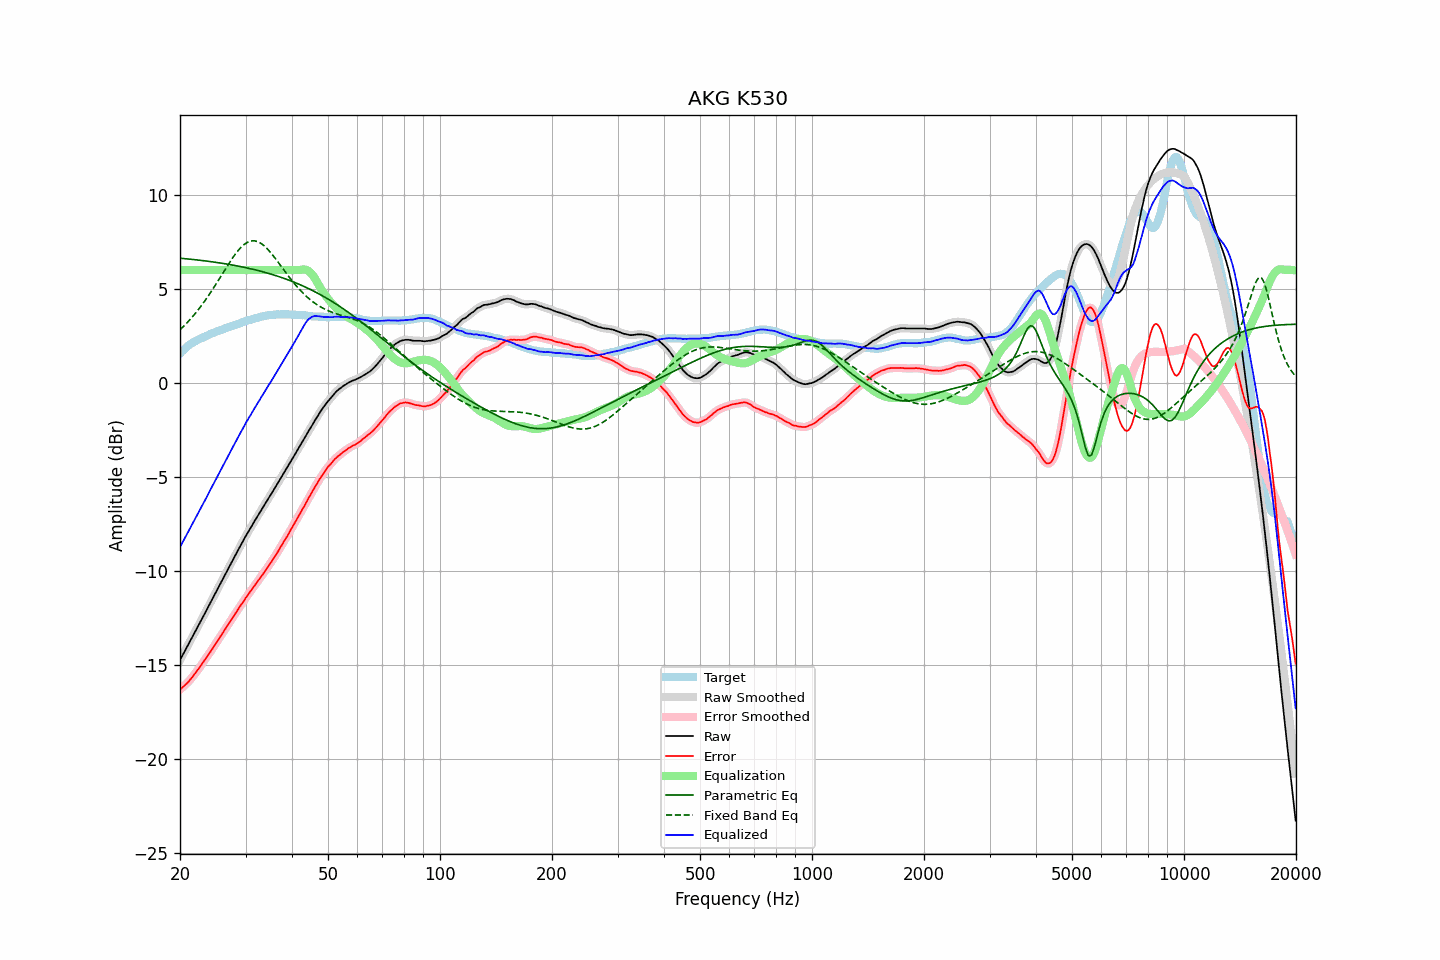 AKG K530
Amplitude (dBr)
10
5
0
−5
−10
−15
−20
−25
Target
Raw Smoothed
Error Smoothed
Raw
Error
Equalization
Parametric Eq
Fixed Band Eq
Equalized
20 50 100 200 500 1000 2000 5000 10000 20000
Frequency (Hz)